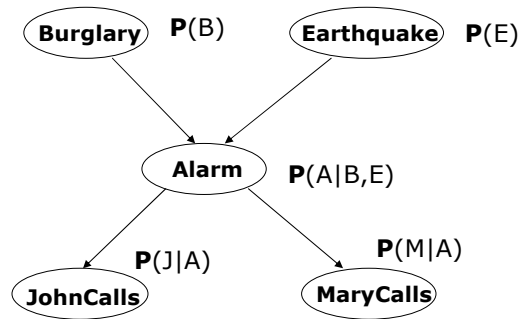 Burglary P(B)
Earthquake P(E)
Alarm
P(A|B,E)
P(J|A)
P(M|A)
JohnCalls
MaryCalls